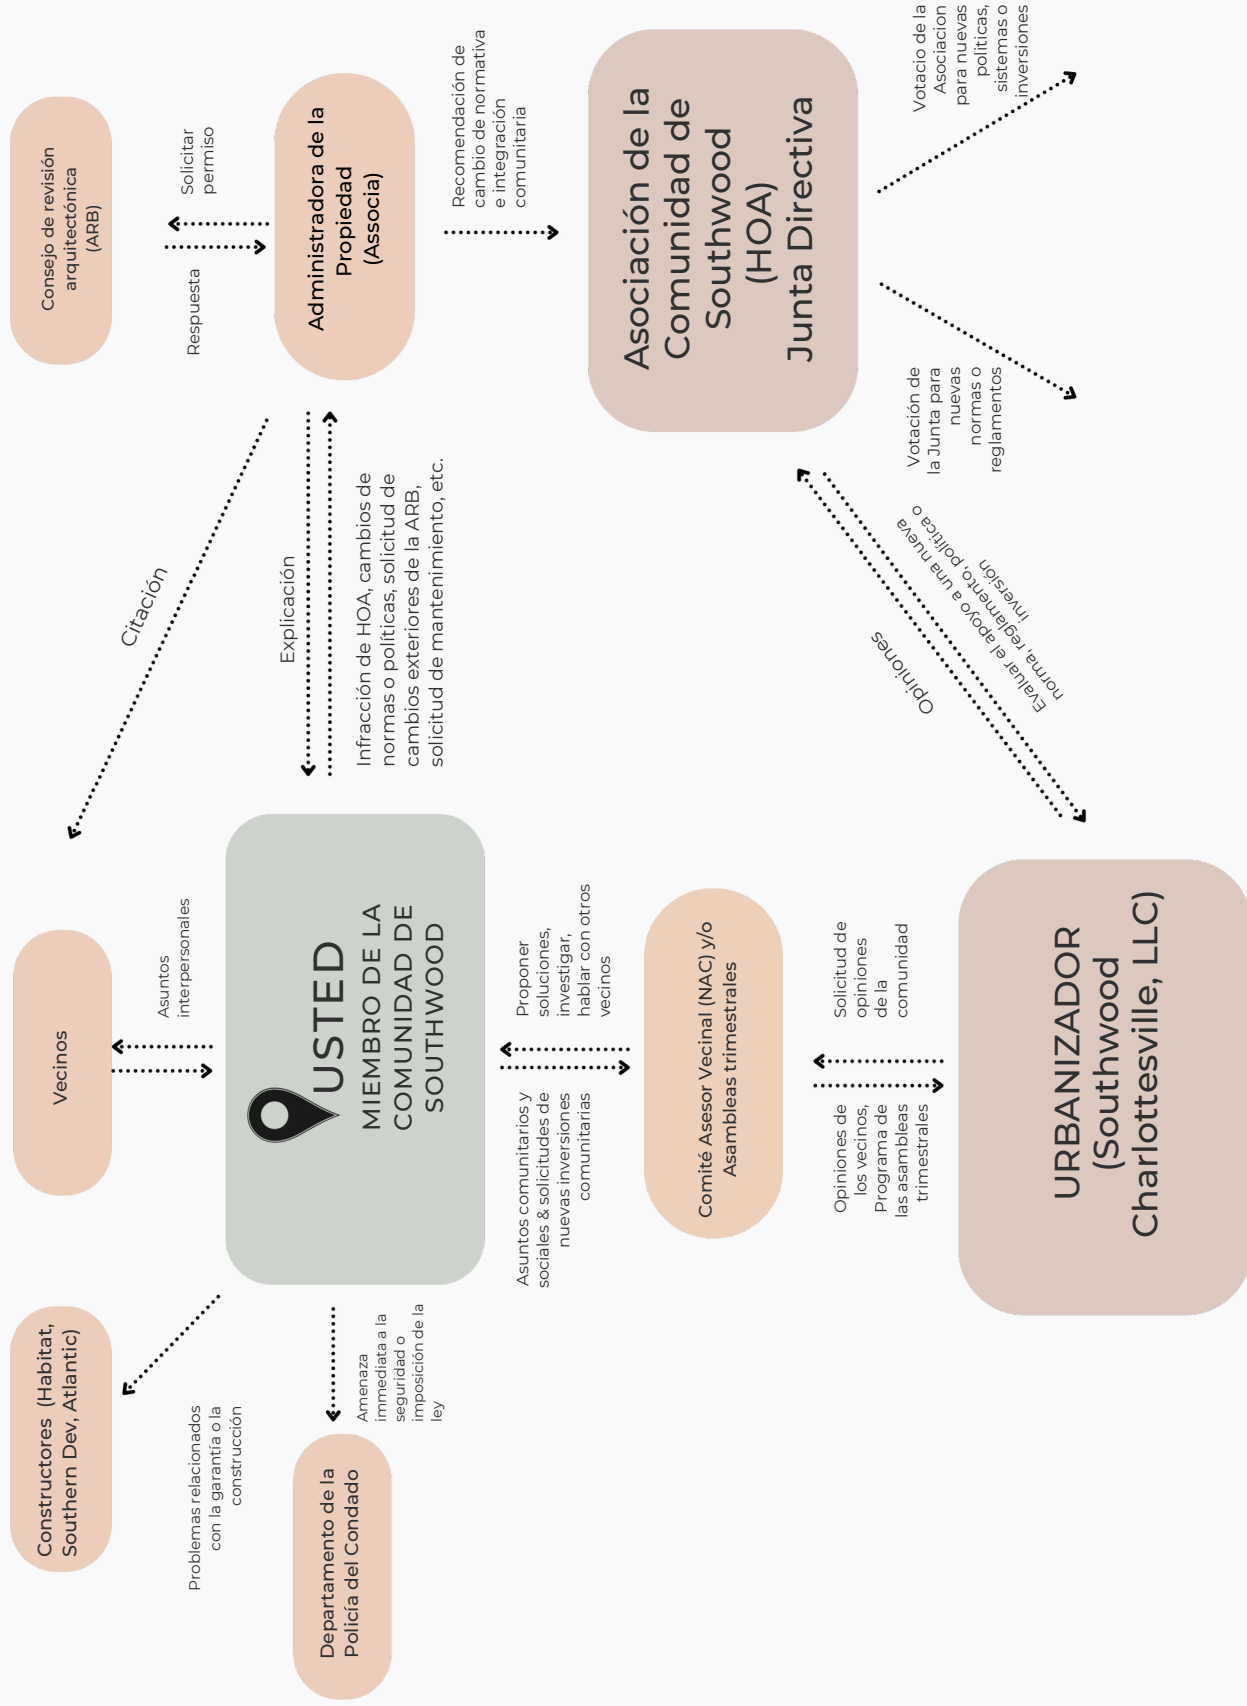 Constructores (Habitat,
Southern Dev, Atlantic)
Problemas relacionados
con la garantía o la
construcción
Departamento de la
Policía del Condado
Amenaza
immediata a la
seguridad o
imposición de la
ley
Vecinos
Asuntos
interpersonales
USTED
MIEMBRO DE LA
COMUNIDAD DE
SOUTHWOOD
Asuntos comunitarios y
sociales & solicitudes de
nuevas inversiones
comunitarias
Proponer
soluciones,
investigar,
hablar con otros
vecinos
Comité Asesor Vecinal (NAC) y/o
Asambleas trimestrales
Opiniones de
los vecinos,
Programa de
las asambleas
trimestrales
Solicitud de
opiniones
de la
comunidad
URBANIZADOR
(Southwood
Charlottesville, LLC)
Citación
Explicación
Infracción de HOA, cambios de
normas o políticas, solicitud de
cambios exteriores de la ARB,
solicitud de mantenimiento, etc.
Opiniones
Evaluar el apoyo a una nueva
norma, reglamento, política o
inversión
Consejo de revisión
arquitectónica
(ARB)
Respuesta
Solicitar
permiso
Administradora de la
Propiedad
(Associa)
Recomendación de
cambio de normativa
e integración
comunitaria
Asociación de la
Comunidad de
Southwood
(HOA)
Junta Directiva
Votación de
la Junta para
nuevas
normas o
reglamentos
Votacio de la
Asociacion
para nuevas
politicas,
sistemas o
inversiones